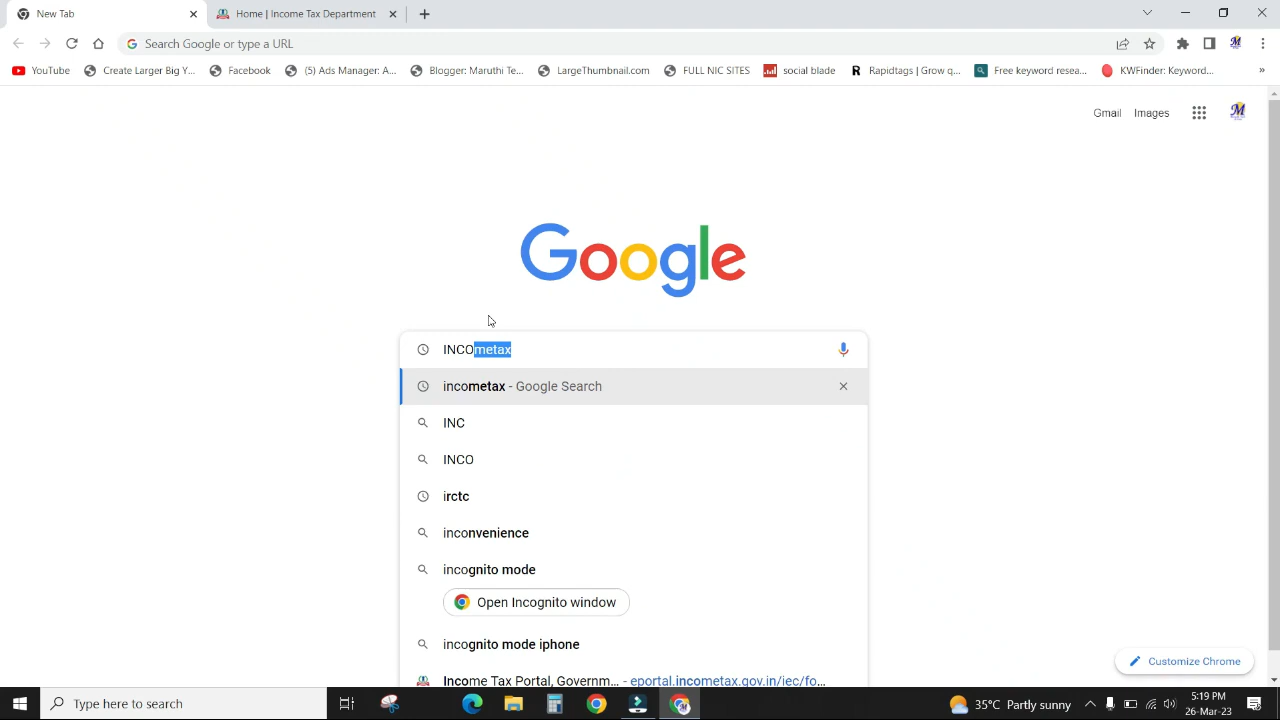 New Tab
Home | Income Tax Department
Search Google or type a URL
YouTube
Create Larger Big Y...
Facebook
(5) Ads Manager: A...
Blogger: Maruthi Te...
LargeThumbnail.com
FULL NIC SITES
social blade
Rapidtags | Grow q...
Free keyword resea...
KWFinder: Keyword...
Gmail
Images
Google
INCOmetax
incometax - Google Search
INC
INCO
irctc
inconvenience
incognito mode
Open Incognito window
incognito mode iphone
Income Tax Portal, Governm... - eportal.incometax.gov.in/iec/fo...
Customize Chrome
Type here to search
35°C Partly sunny
5:19 PM
26-Mar-23